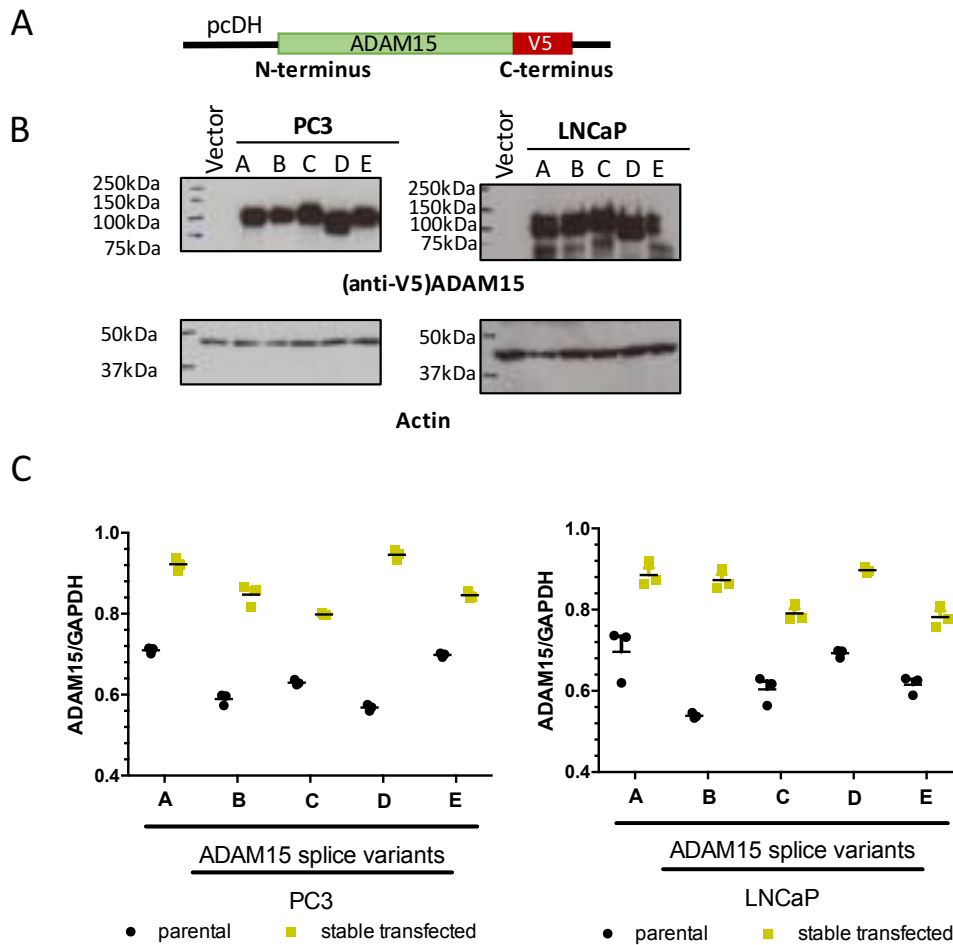 A
pcDH
ADAM15 V5
N-terminus C-terminus
B
PC3
Vector A B C D E
250kDa
150kDa
100kDa
75kDa
LNCaP
Vector A B C D E
250kDa
150kDa
100kDa
75kDa
(anti-V5)ADAM15
50kDa
37kDa
50kDa
37kDa
Actin
C
ADAM15/GAPDH
1.0
0.8
0.6
0.4
A B C D E
ADAM15 splice variants
PC3
parental stable transfected
ADAM15/GAPDH
1.0
0.8
0.6
0.4
A B C D E
ADAM15 splice variants
LNCaP
parental stable transfected